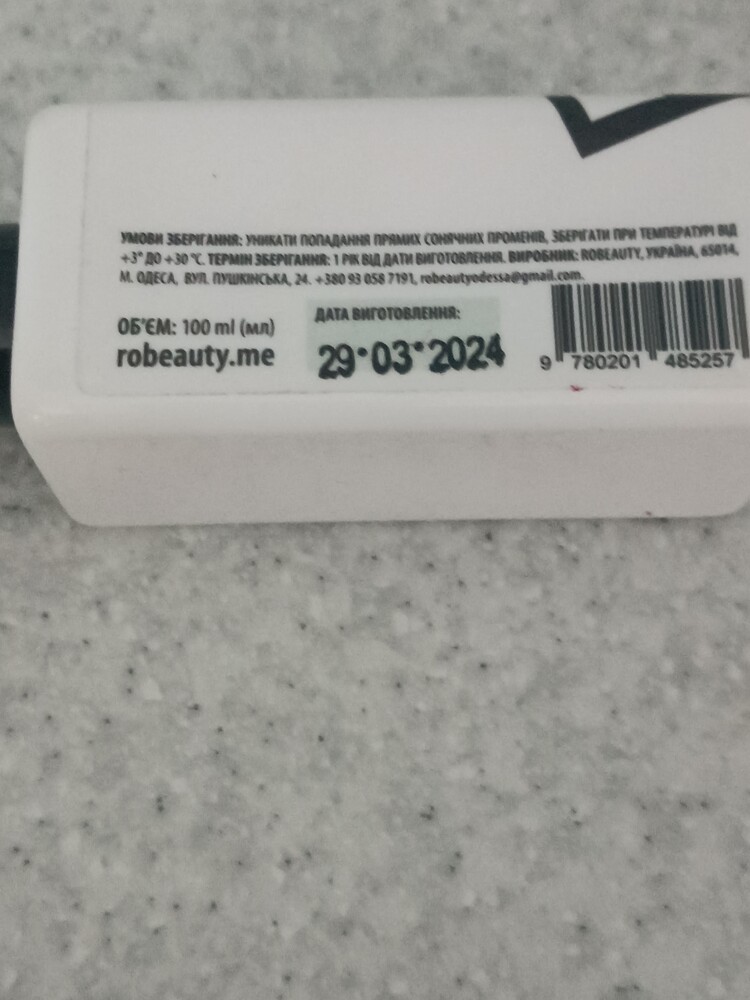 УМОВИ ЗБЕРІГАННЯ: УНИКАТИ ПОПАДАННЯ ПРЯМИХ СОНЯЧНИХ ПРОМЕНІВ, ЗБЕРІГАТИ ПРИ ТЕМПЕРАТУРІ ВІД
+3° ДО +30 °C. ТЕРМІН ЗБЕРІГАННЯ: 1 РІК ВІД ДАТИ ВИГОТОВЛЕННЯ. ВИРОБНИК: ROBEAUTY, УКРАЇНА, 65014,
М. ОДЕСА, ВУЛ. ПУШКІНСЬКА, 24. +380 93 058 7191, robeautyodessa@gmail.com.
ОБ'ЄМ: 100 ml (мл)
robeauty.me
ДАТА ВИГОТОВЛЕННЯ:
29•03•2024
9 780201 485257